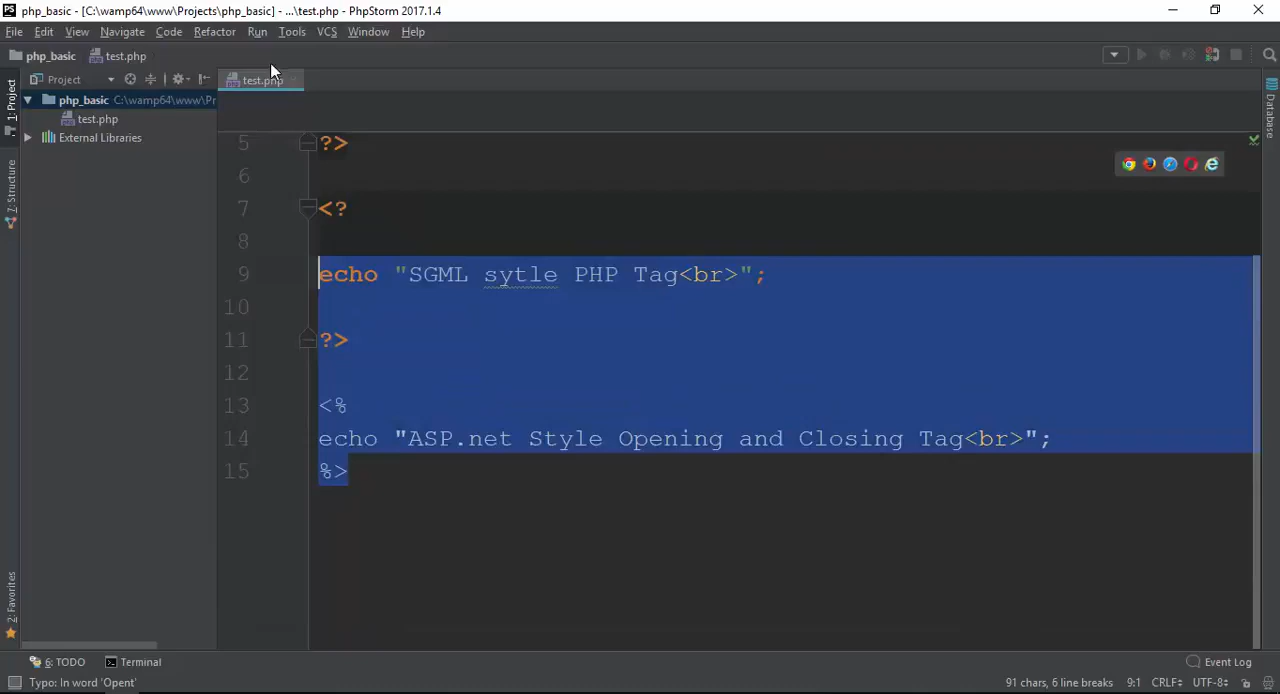 PS php_basic - [C:\wamp64\www\Projects\php_basic] - ...\test.php - PhpStorm 2017.1.4
File Edit View Navigate Code Refactor Run Tools VCS Window Help
php_basic test.php
Project
test.php
1: Project
php_basic C:\wamp64\www\Pr
test.php
External Libraries
Database
Z: Structure
2: Favorites
5 ?>
6
7 <?
8
9 echo "SGML sytle PHP Tag<br>";
10
11 ?>
12
13 <%
14 echo "ASP.net Style Opening and Closing Tag<br>";
15 %>
6: TODO Terminal Event Log
Typo: In word 'Opent' 91 chars, 6 line breaks 9:1 CRLF UTF-8